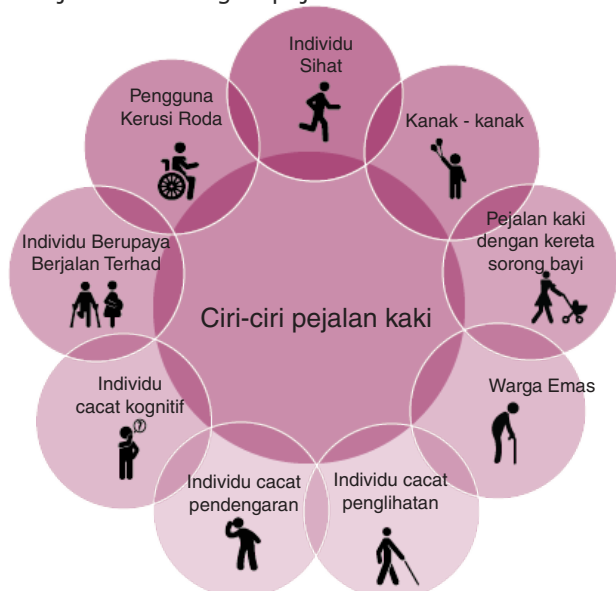 Individu
Sihat
Kanak - kanak
Pejalan kaki
dengan kereta
sorong bayi
Warga Emas
Individu cacat
penglihatan
Individu cacat
pendengaran
Individu
cacat kognitif
Individu Berupaya
Berjalan Terhad
Pengguna
Kerusi Roda
Ciri-ciri pejalan kaki